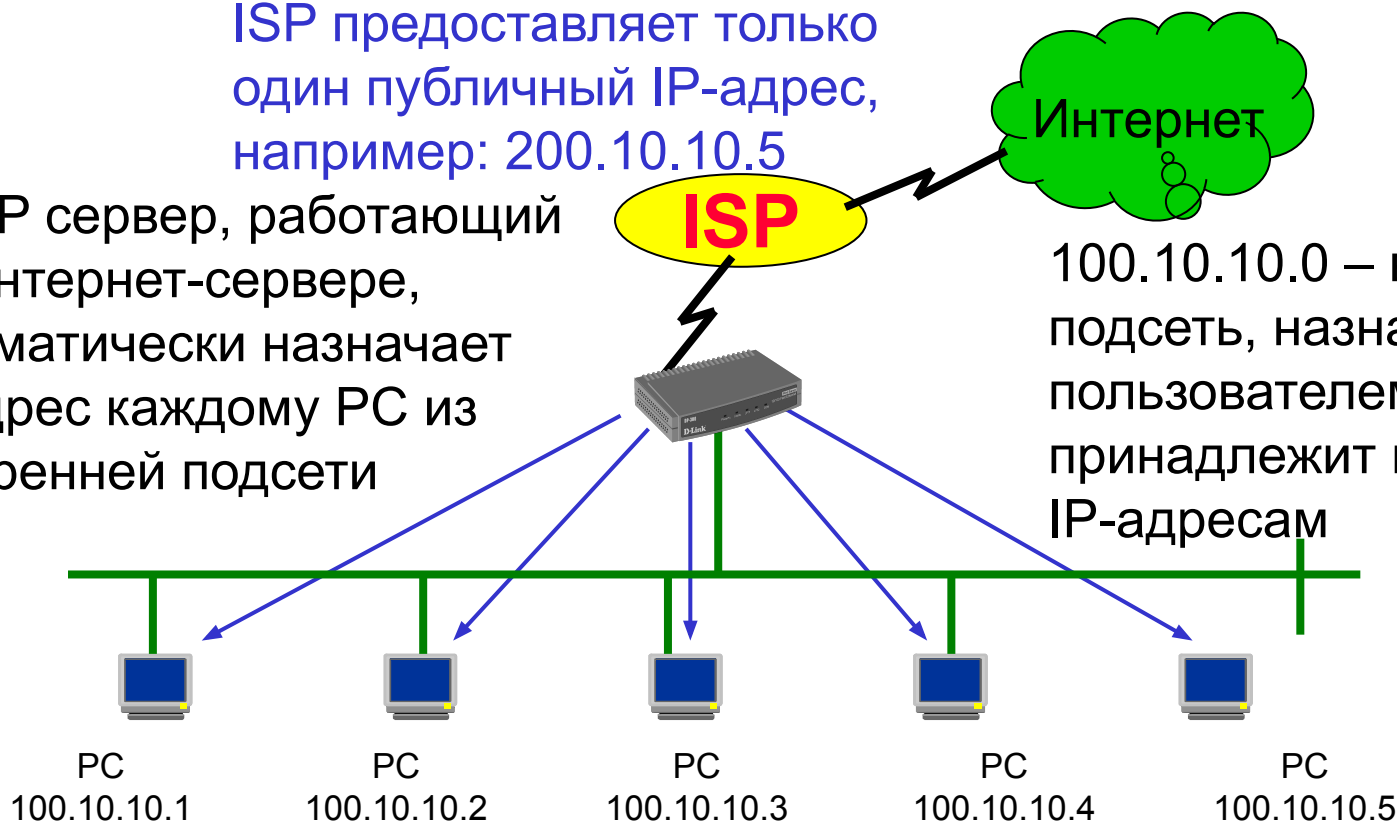 ISP предоставляет только
один публичный IP-адрес,
например: 200.10.10.5
Интернет
ISP
P сервер, работающий
нтернет-сервере,
матически назначает
дрес каждому PC из
ренней подсети
100.10.10.0 –
подсеть, назна
пользователем
принадлежит
IP-адресам
D-Link
PC
100.10.10.1
PC
100.10.10.2
PC
100.10.10.3
PC
100.10.10.4
PC
100.10.10.5